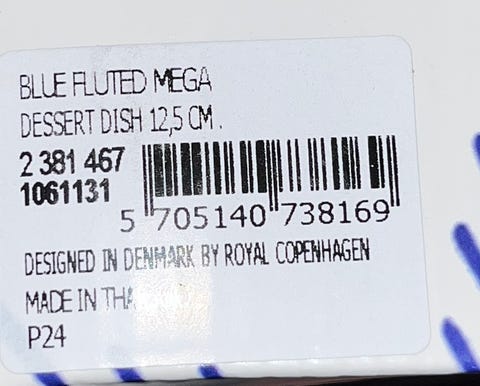 BLUE FLUTED MEGA
DESSERT DISH 12,5 CM.
2 381 467
1061131
5 705140 738169
DESIGNED IN DENMARK BY ROYAL COPENHAGEN
MADE IN THA
P24